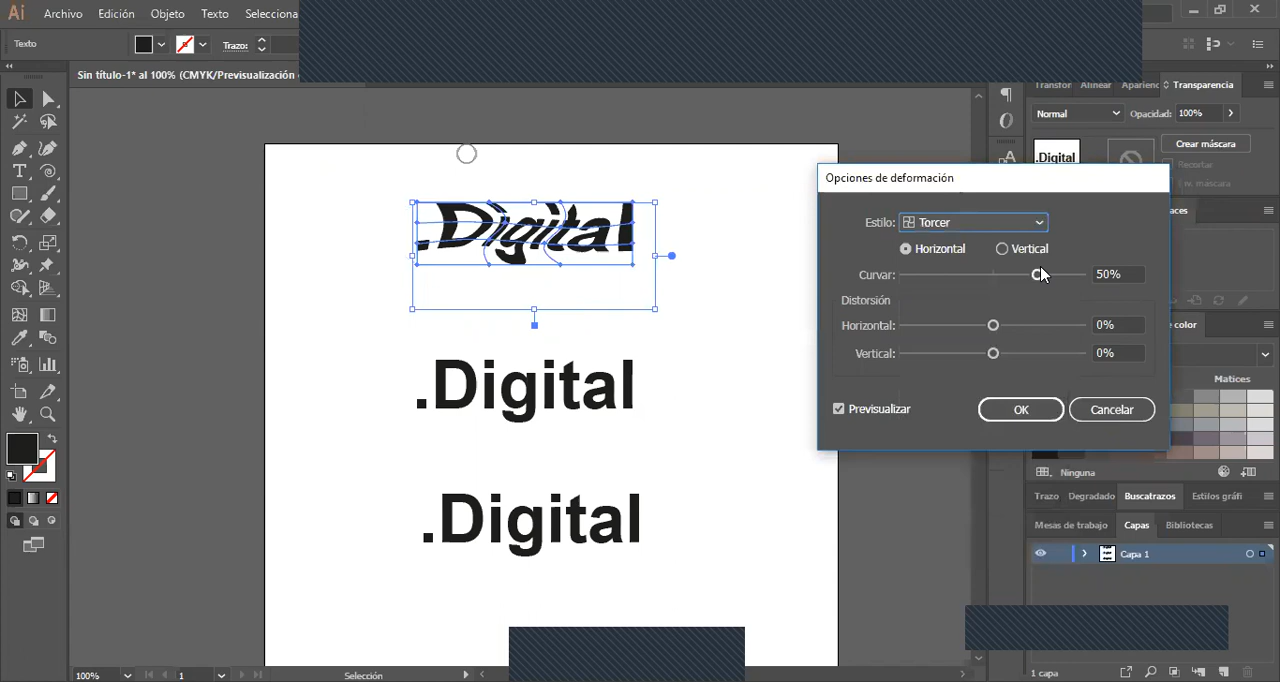 Ai Archivo Edición Objeto Texto Selecciona
Texto Trazo:
Sin título-1* al 100% (CMYK/Previsualización
Transfor Alinear Aparienc Transparencia
Normal Opacidad: 100%
.Digital Crear máscara
Recortar
Opciones de deformación
Estilo: Torcer
Horizontal Vertical
Curvar: 50%
Distorsión
Horizontal: 0%
Vertical: 0%
Previsualizar OK Cancelar
.Digital
.Digital
.Digital
Matices
Ninguna
Trazo Degradado Buscatrazos Estilos gráfi
Mesas de trabajo Capas Bibliotecas
Capa 1
100% 1 Selección
1 capa